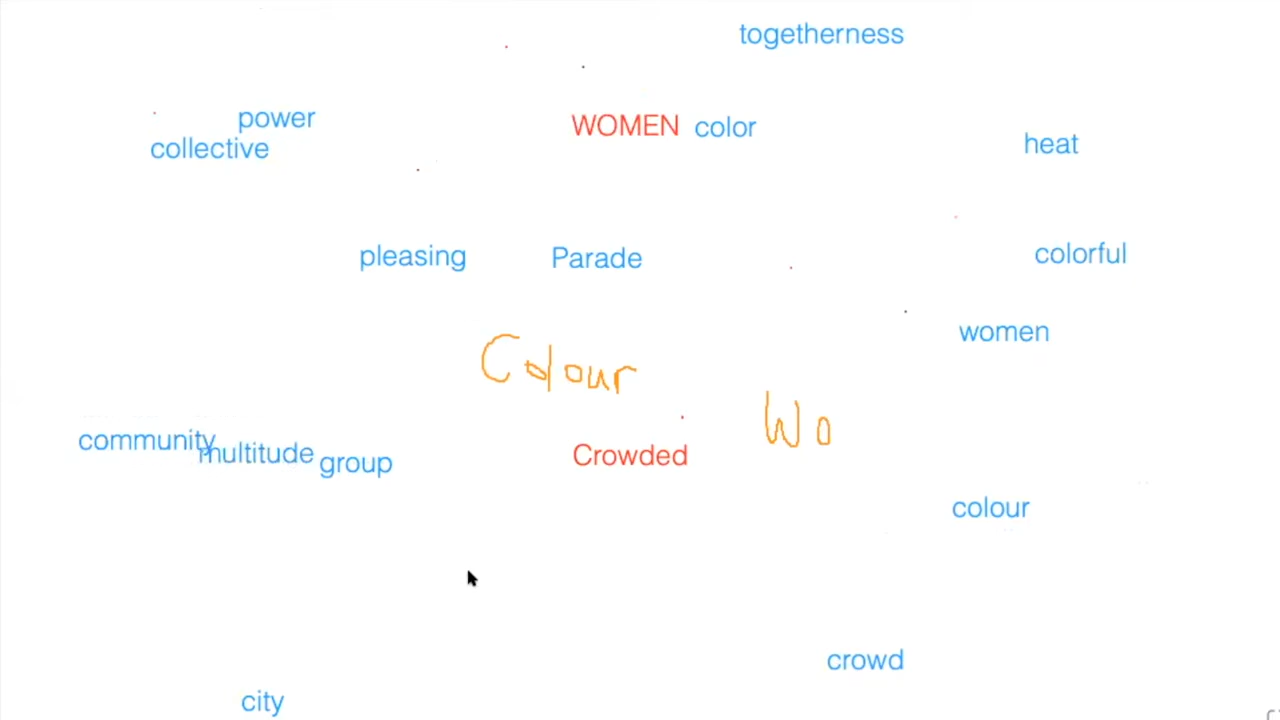 togetherness
power
WOMEN color
collective
heat
pleasing
Parade
colorful
women
Colour
Wo
community
multitude
group
Crowded
colour
crowd
city